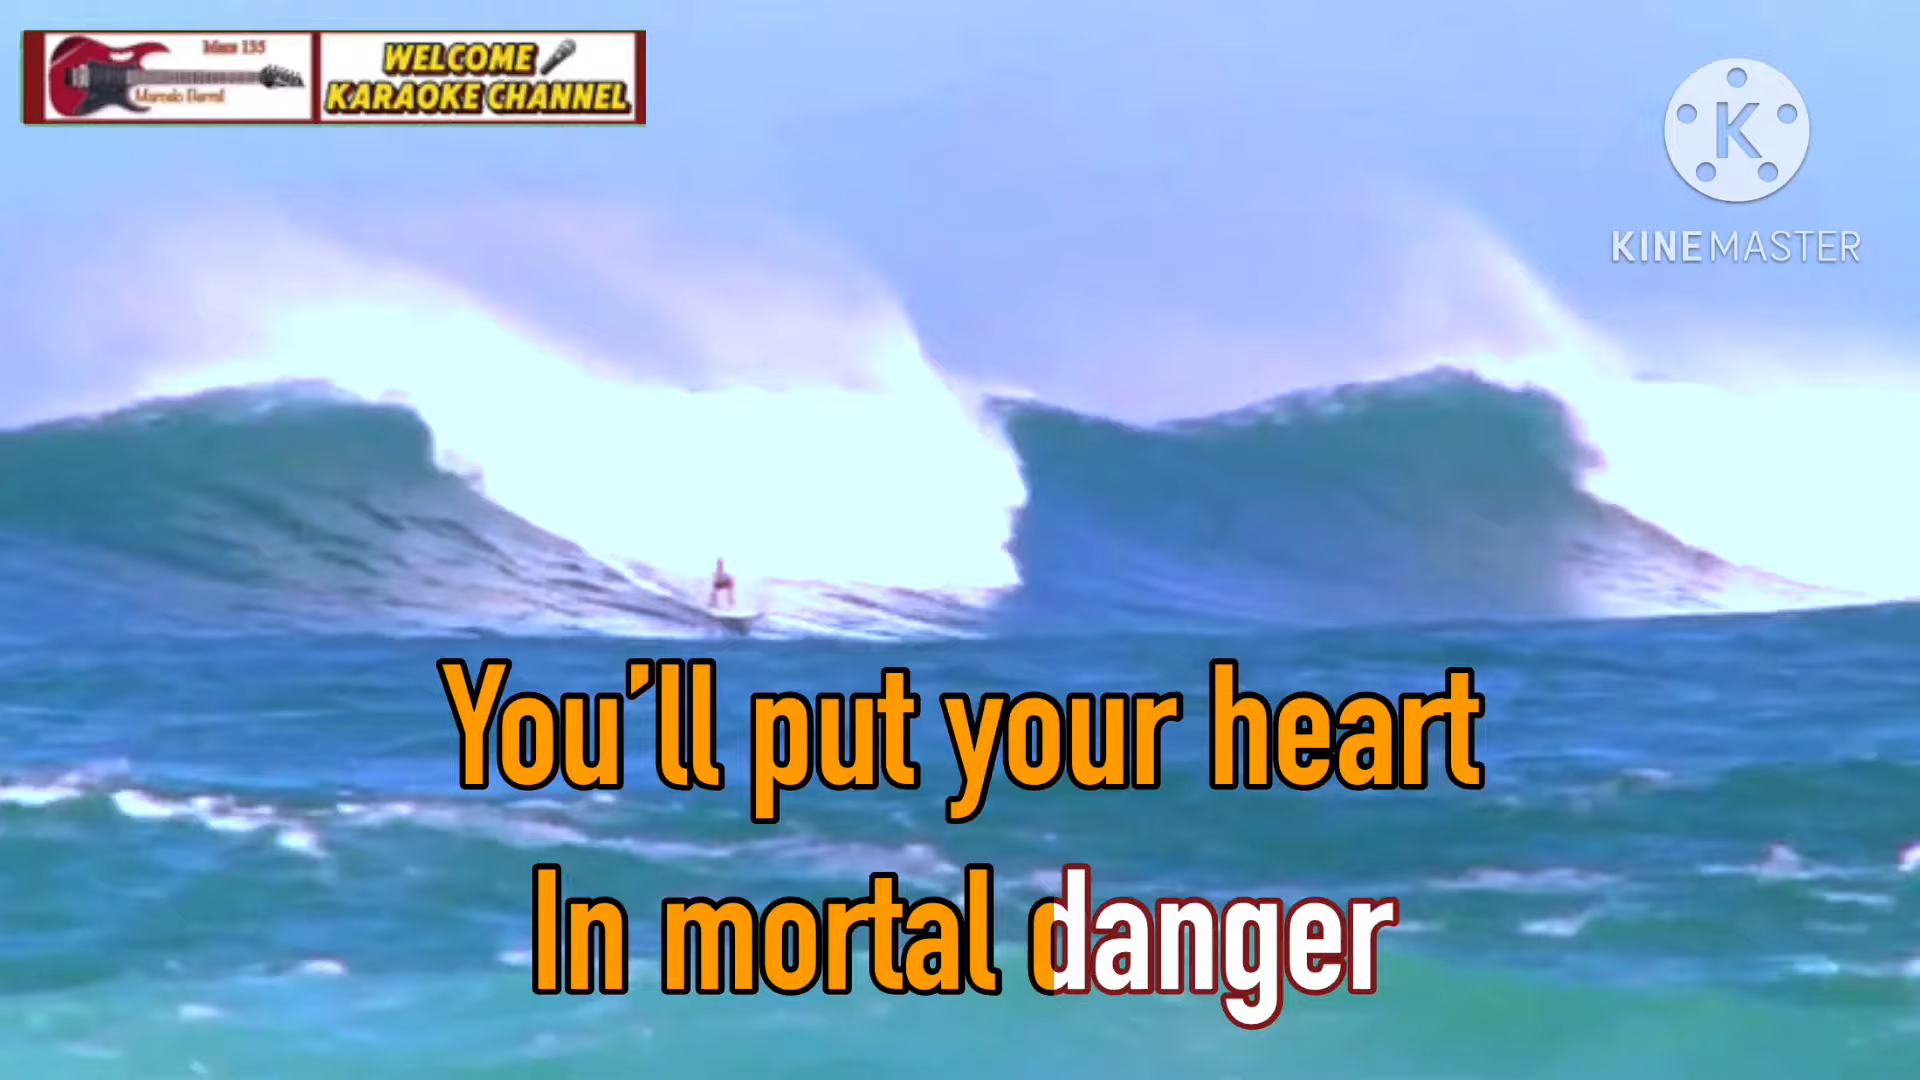 WELCOME
KARAOKE CHANNEL
K
KINEMASTER
You'll put your heart
In mortal danger